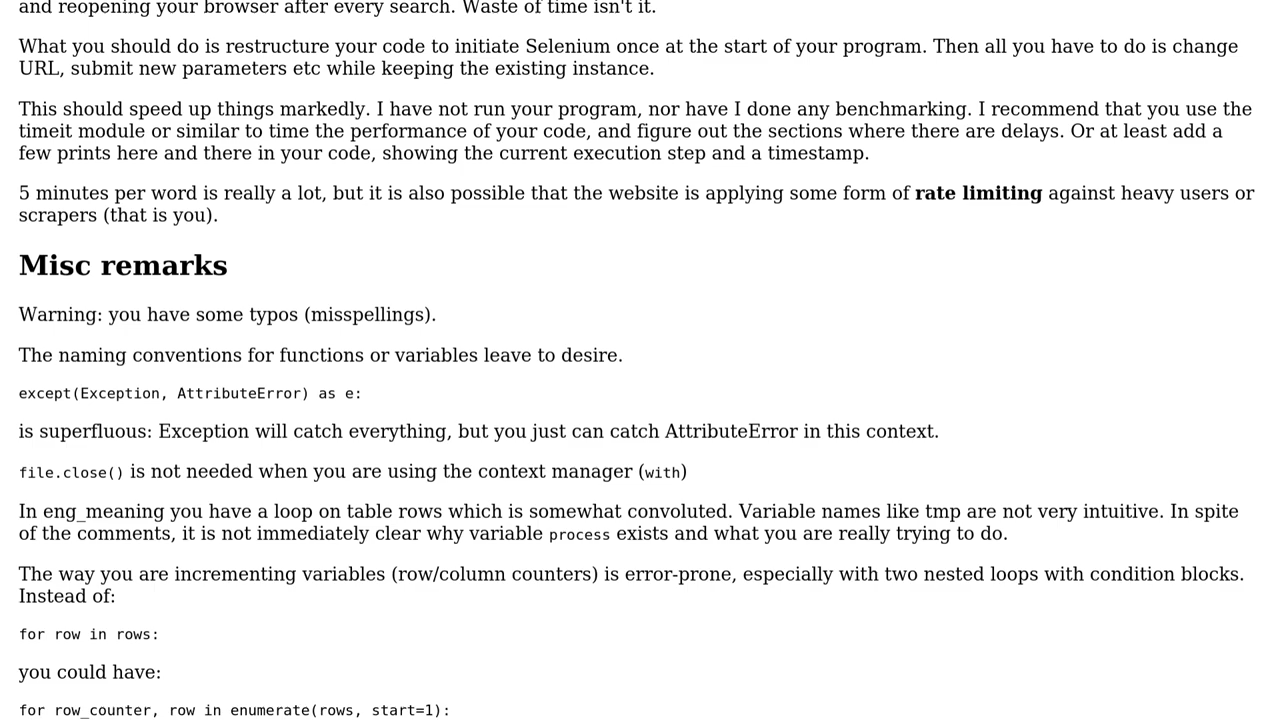 and reopening your browser after every search. Waste of time isn't it.
What you should do is restructure your code to initiate Selenium once at the start of your program. Then all you have to do is change
URL, submit new parameters etc while keeping the existing instance.
This should speed up things markedly. I have not run your program, nor have I done any benchmarking. I recommend that you use the
timeit module or similar to time the performance of your code, and figure out the sections where there are delays. Or at least add a
few prints here and there in your code, showing the current execution step and a timestamp.
5 minutes per word is really a lot, but it is also possible that the website is applying some form of rate limiting against heavy users or
scrapers (that is you).
Misc remarks
Warning: you have some typos (misspellings).
The naming conventions for functions or variables leave to desire.
except(Exception, AttributeError) as e:
is superfluous: Exception will catch everything, but you just can catch AttributeError in this context.
file.close() is not needed when you are using the context manager (with)
In eng_meaning you have a loop on table rows which is somewhat convoluted. Variable names like tmp are not very intuitive. In spite
of the comments, it is not immediately clear why variable process exists and what you are really trying to do.
The way you are incrementing variables (row/column counters) is error-prone, especially with two nested loops with condition blocks.
Instead of:
for row in rows:
you could have:
for row_counter, row in enumerate(rows, start=1):